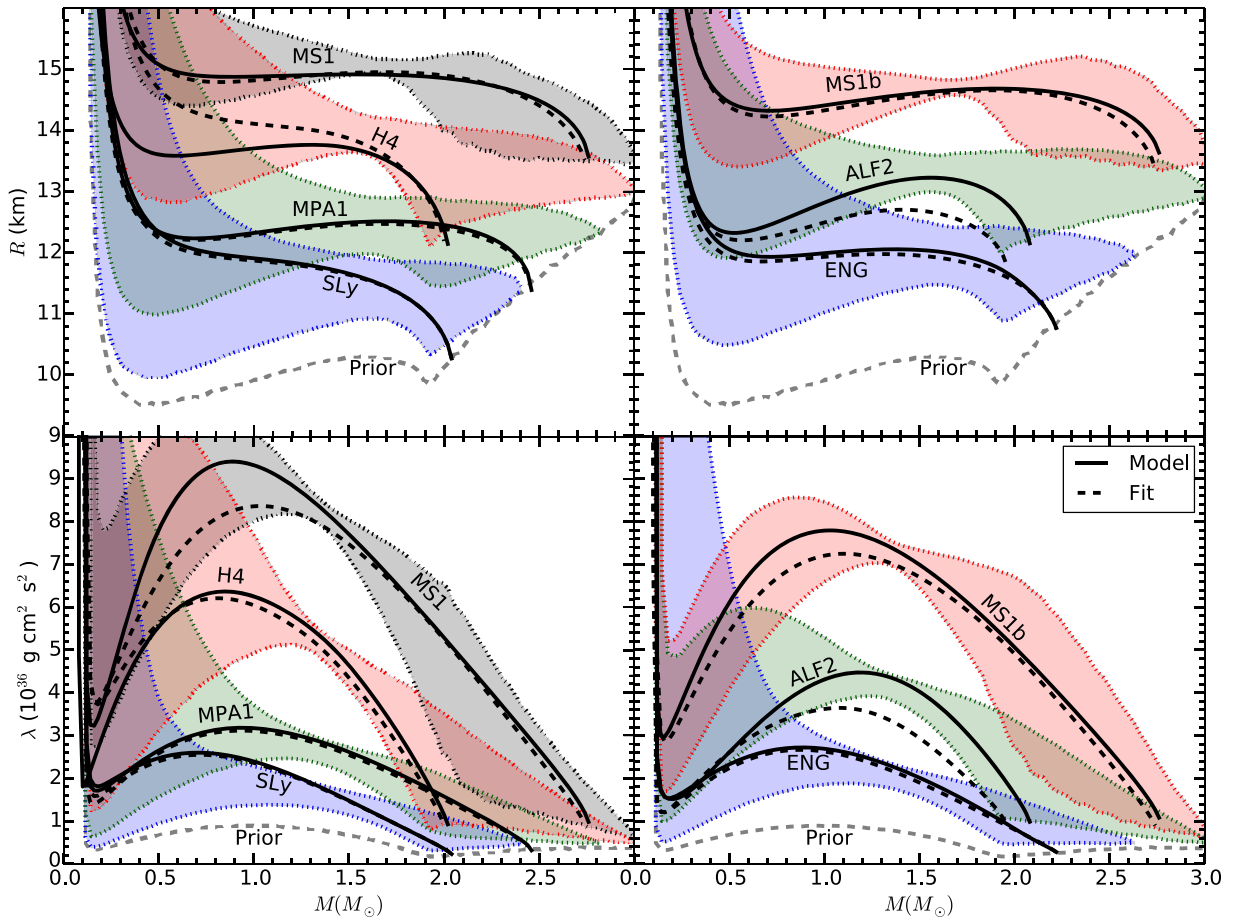 15
14
13
12
11
10
9
R (km)
MS1
H4
MPA1
SLy
Prior
MS1b
ALF2
ENG
Prior
9
8
7
6
5
4
3
2
1
0
λ (10^36 g cm^2 s^2)
MS1
H4
MPA1
SLy
Prior
Model
Fit
MS1b
ALF2
ENG
Prior
0.0 0.5 1.0 1.5 2.0 2.5 0.0 0.5 1.0 1.5 2.0 2.5 3.0
M(M_⊙) M(M_⊙)